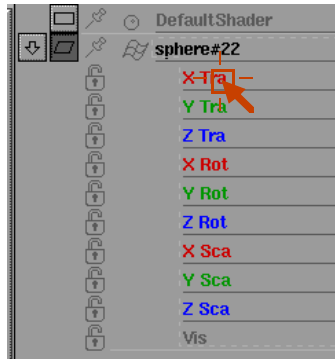 DefaultShader
sphere#22
X Tra
Y Tra
Z Tra
X Rot
Y Rot
Z Rot
X Sca
Y Sca
Z Sca
Vis